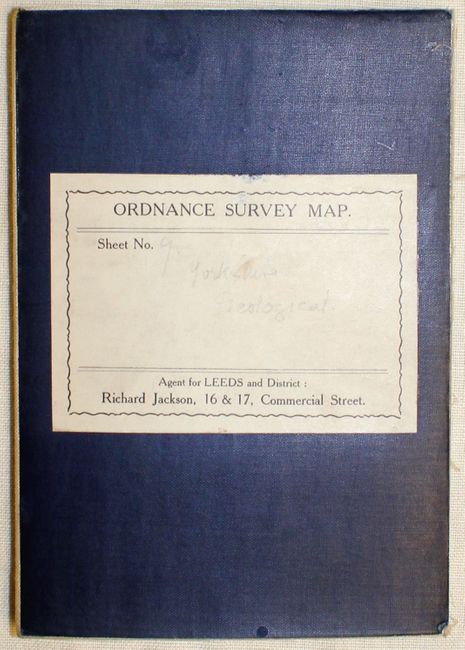 ORDNANCE SURVEY MAP.
Sheet No. 9.
Yorkshire
Geological.
Agent for LEEDS and District :
Richard Jackson, 16 & 17, Commercial Street.